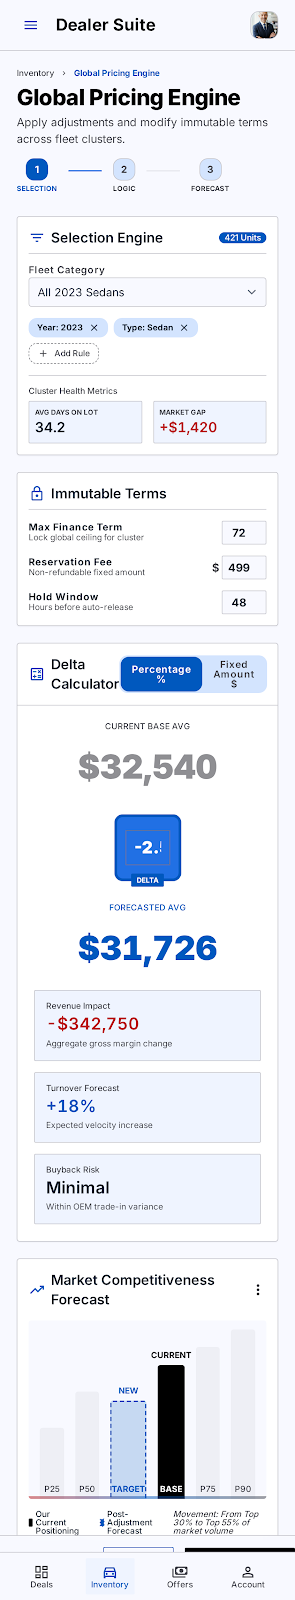 Dealer Suite
Inventory › Global Pricing Engine
Global Pricing Engine
Apply adjustments and modify immutable terms
across fleet clusters.
1 2 3
SELECTION LOGIC FORECAST
Selection Engine 421 Units
Fleet Category
All 2023 Sedans
Year: 2023 × Type: Sedan ×
+ Add Rule
Cluster Health Metrics
AVG DAYS ON LOT MARKET GAP
34.2 +$1,420
Immutable Terms
Max Finance Term 72
Lock global ceiling for cluster
Reservation Fee $ 499
Non-refundable fixed amount
Hold Window 48
Hours before auto-release
Delta
Calculator
Percentage
%
Fixed
Amount
$
CURRENT BASE AVG
$32,540
-2.
DELTA
FORECASTED AVG
$31,726
Revenue Impact
-$342,750
Aggregate gross margin change
Turnover Forecast
+18%
Expected velocity increase
Buyback Risk
Minimal
Within OEM trade-in variance
Market Competitiveness
Forecast
CURRENT
NEW
P25 P50 TARGET BASE P75 P90
Our
Current
Positioning
Post-
Adjustment
Forecast
Movement: From Top
30% to Top 55% of
market volume
Deals Inventory Offers Account